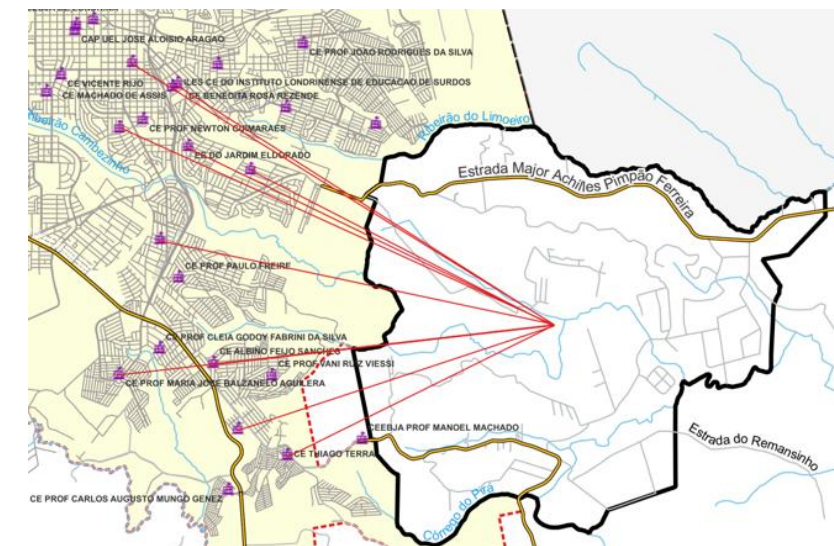 CAP UEL JOSE ALOISIO ARAGAO
CE PROF JOAO RODRIGUES DA SILVA
CE VICENTE RIJO
ILES-CE DO INSTITUTO LONDRINENSE DE EDUCACAO DE SURDOS
CE MACHADO DE ASSIS
CE BENEDITA ROSA REZENDE
Ribeirão Cambezinho
CE PROF NEWTON GUIMARAES
Ribeirão do Limoeiro
EE DO JARDIM ELDORADO
Estrada Major Achilles Pimpão Ferreira
CE PROF PAULO FREIRE
CE PROF CLEIA GODOY FABRINI DA SILVA
CE ALBINO FEIJO SANCHES
CE PROF VANI RUIZ VIESSI
CE PROF MARIA JOSE BALZANELO AGUILERA
CEEBJA PROF MANOEL MACHADO
Estrada do Remansinho
CE THIAGO TERRA
CE PROF CARLOS AUGUSTO MUNGO GENEZ
Córrego do Pira